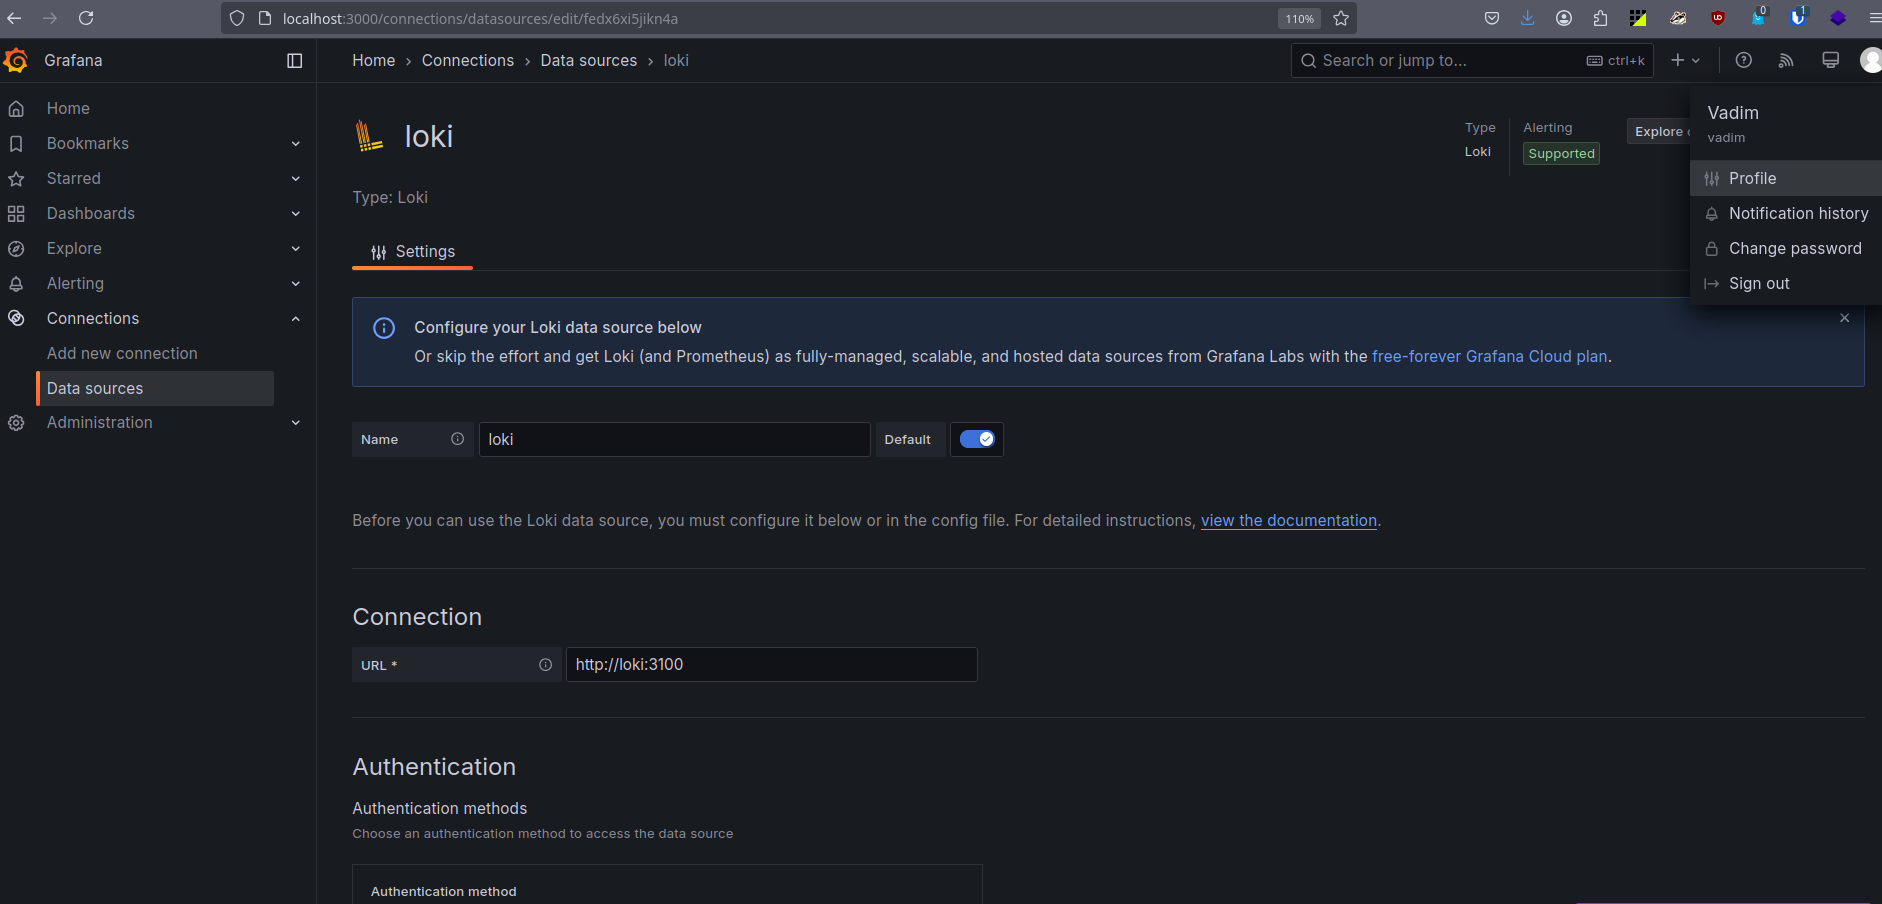 localhost:3000/connections/datasources/edit/fedx6xi5jikn4a
110%
0
1
Grafana
Home › Connections › Data sources › loki
Search or jump to...
ctrl+k
Home
Bookmarks
Starred
Dashboards
Explore
Alerting
Connections
Add new connection
Data sources
Administration
loki
Type
Loki
Alerting
Supported
Explore
Vadim
vadim
Profile
Notification history
Change password
Sign out
Type: Loki
Settings
Configure your Loki data source below
Or skip the effort and get Loki (and Prometheus) as fully-managed, scalable, and hosted data sources from Grafana Labs with the free-forever Grafana Cloud plan.
Name
loki
Default
Before you can use the Loki data source, you must configure it below or in the config file. For detailed instructions, view the documentation.
Connection
URL *
http://loki:3100
Authentication
Authentication methods
Choose an authentication method to access the data source
Authentication method